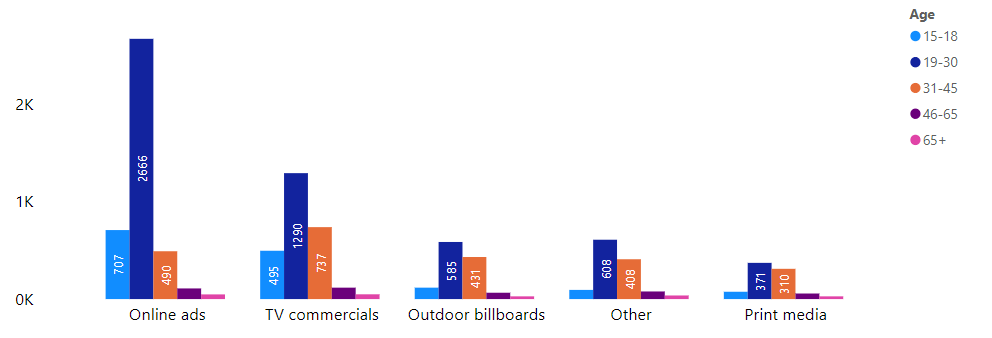 Age
15-18
19-30
31-45
46-65
65+
2K
1K
0K
707
2666
490
495
1290
737
585
431
608
408
371
310
Online ads
TV commercials
Outdoor billboards
Other
Print media